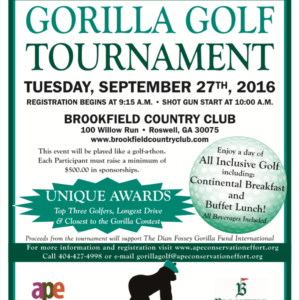 GORILLA GOLF
TOURNAMENT
TUESDAY, SEPTEMBER 27TH, 2016
REGISTRATION BEGINS AT 9:15 A.M. • SHOT GUN START AT 10:00 A.M.
BROOKFIELD COUNTRY CLUB
100 Willow Run • Roswell, GA 30075
www.brookfieldcountryclub.com
This event will be played like a golf-athon.
Each Participant must raise a minimum of
$500.00 in sponsorships.
Enjoy a day of
All Inclusive Golf
including:
Continental Breakfast
and
Buffet Lunch!
All Beverages Included
UNIQUE AWARDS
Top Three Golfers, Longest Drive
& Closest to the Gorilla Contest
Proceeds from the tournament will support The Dian Fossey Gorilla Fund International
For more information and registration visit www.apeconservationeffort.org
Call 404-427-4998 or e-mail gorillagolf@apeconservationeffort.org
ape
B